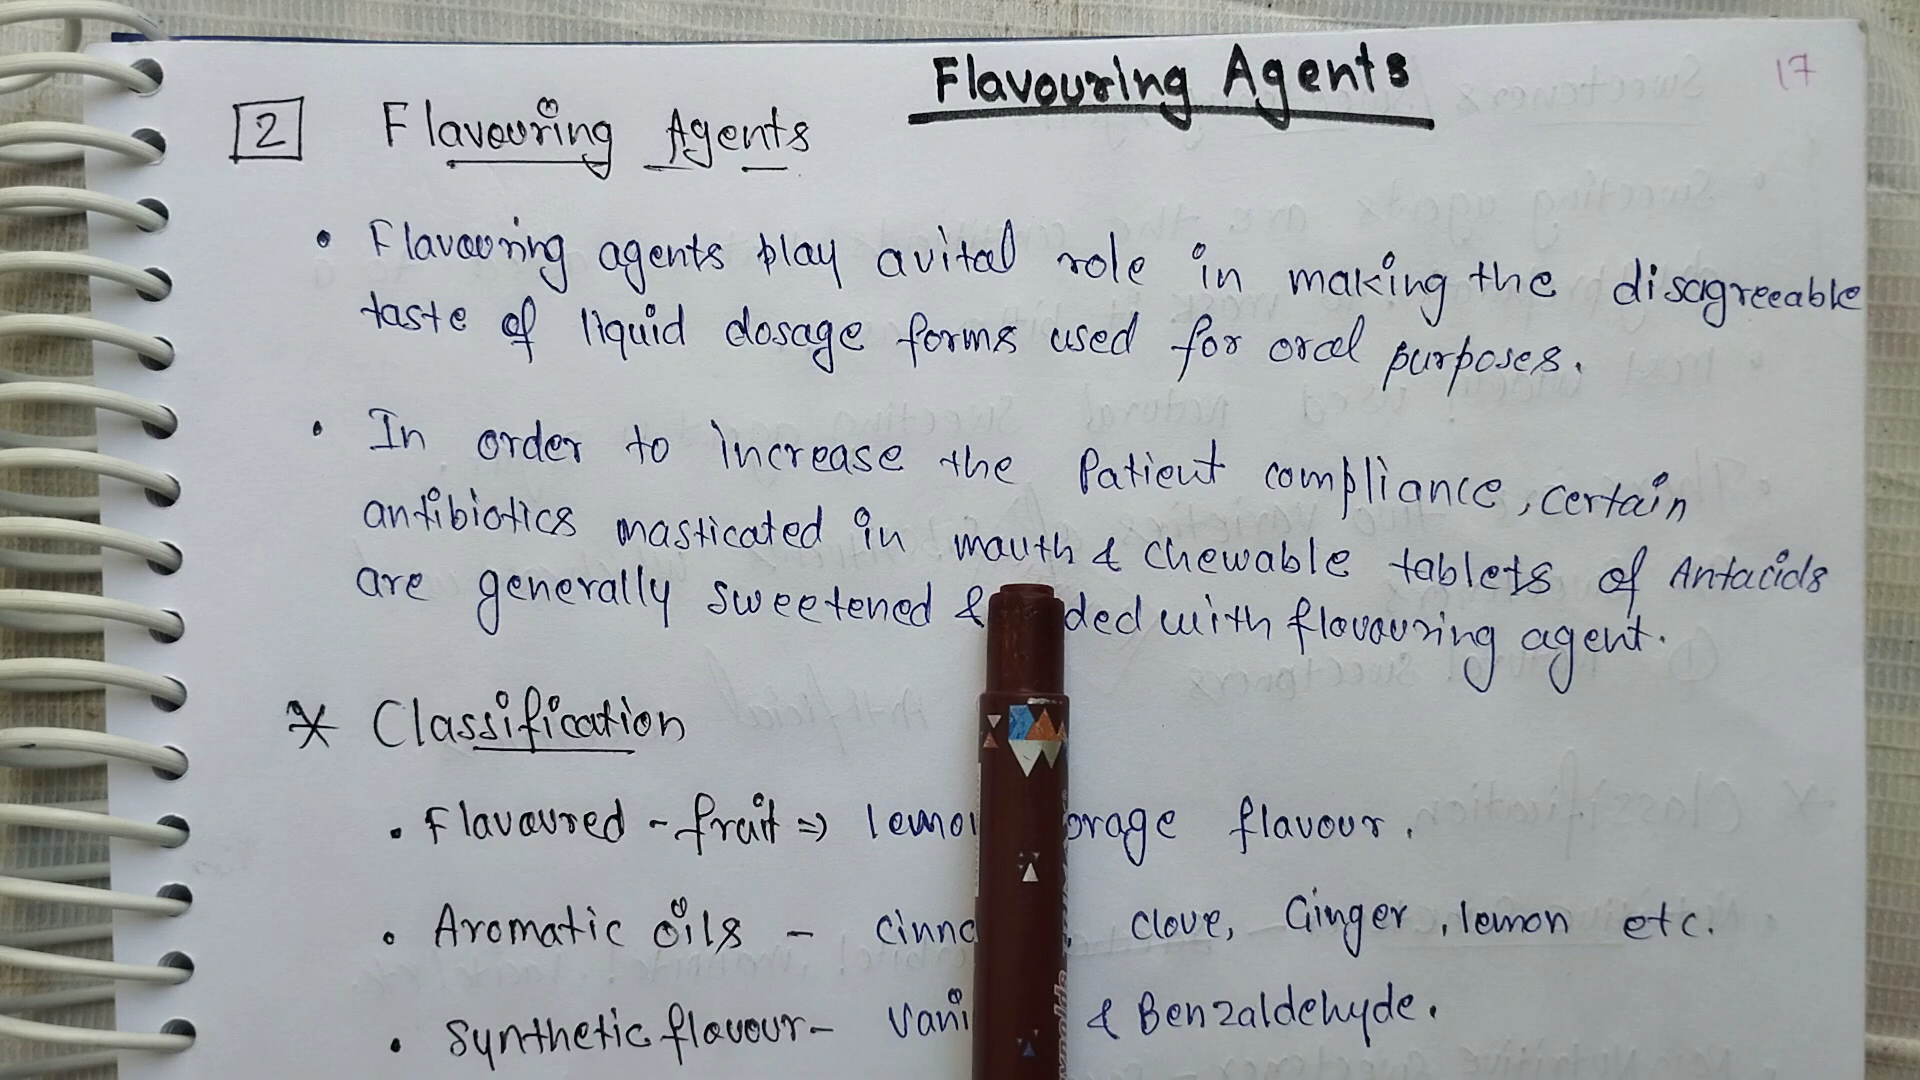 Flavouring Agents
17
2 Flavouring Agents
• Flavouring agents play a vital role in making the disagreeable
taste of liquid dosage forms used for oral purposes.
• In order to increase the Patient compliance, certain
antibiotics masticated in mouth & chewable tablets of Antacids
are generally sweetened & ded with flavouring agent.
* Classification
• Flavoured - fruit => lemon orage flavour.
• Aromatic oils - cinna clove, Ginger, lemon etc.
• Synthetic flavour - Vani & Benzaldehyde.